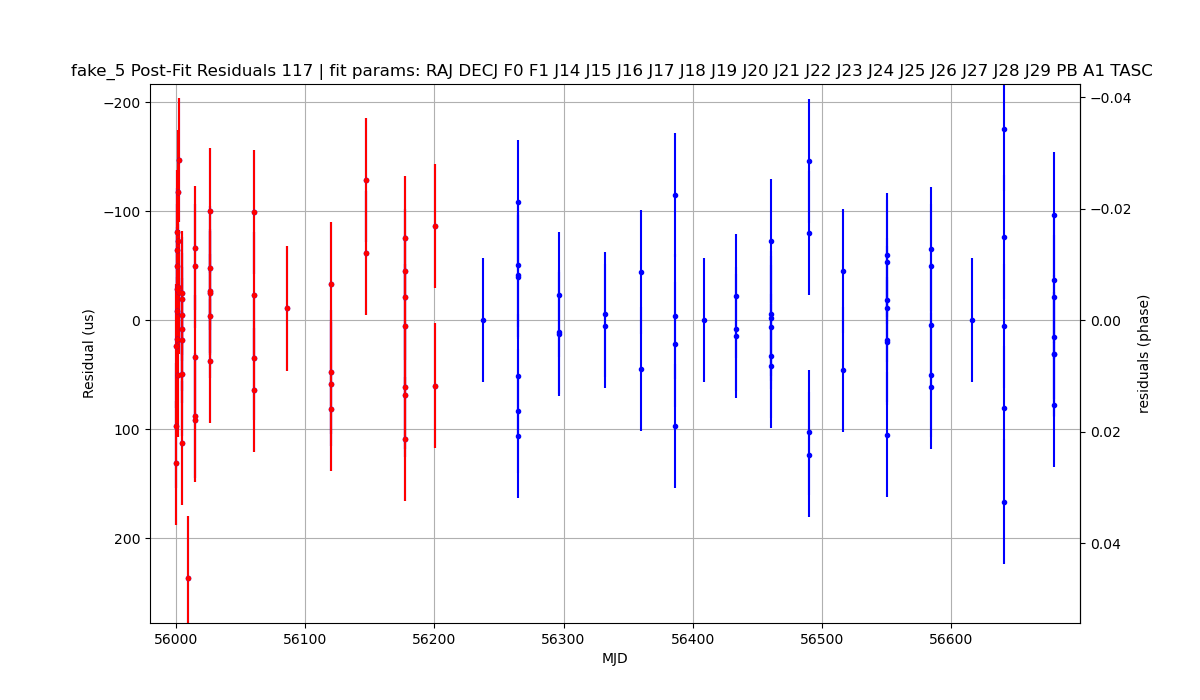 fake_5 Post-Fit Residuals 117 | fit params: RAJ DECJ F0 F1 J14 J15 J16 J17 J18 J19 J20 J21 J22 J23 J24 J25 J26 J27 J28 J29 PB A1 TASC
−200
−100
0
100
200
Residual (us)
−0.04
−0.02
0.00
0.02
0.04
residuals (phase)
56000 56100 56200 56300 56400 56500 56600
MJD